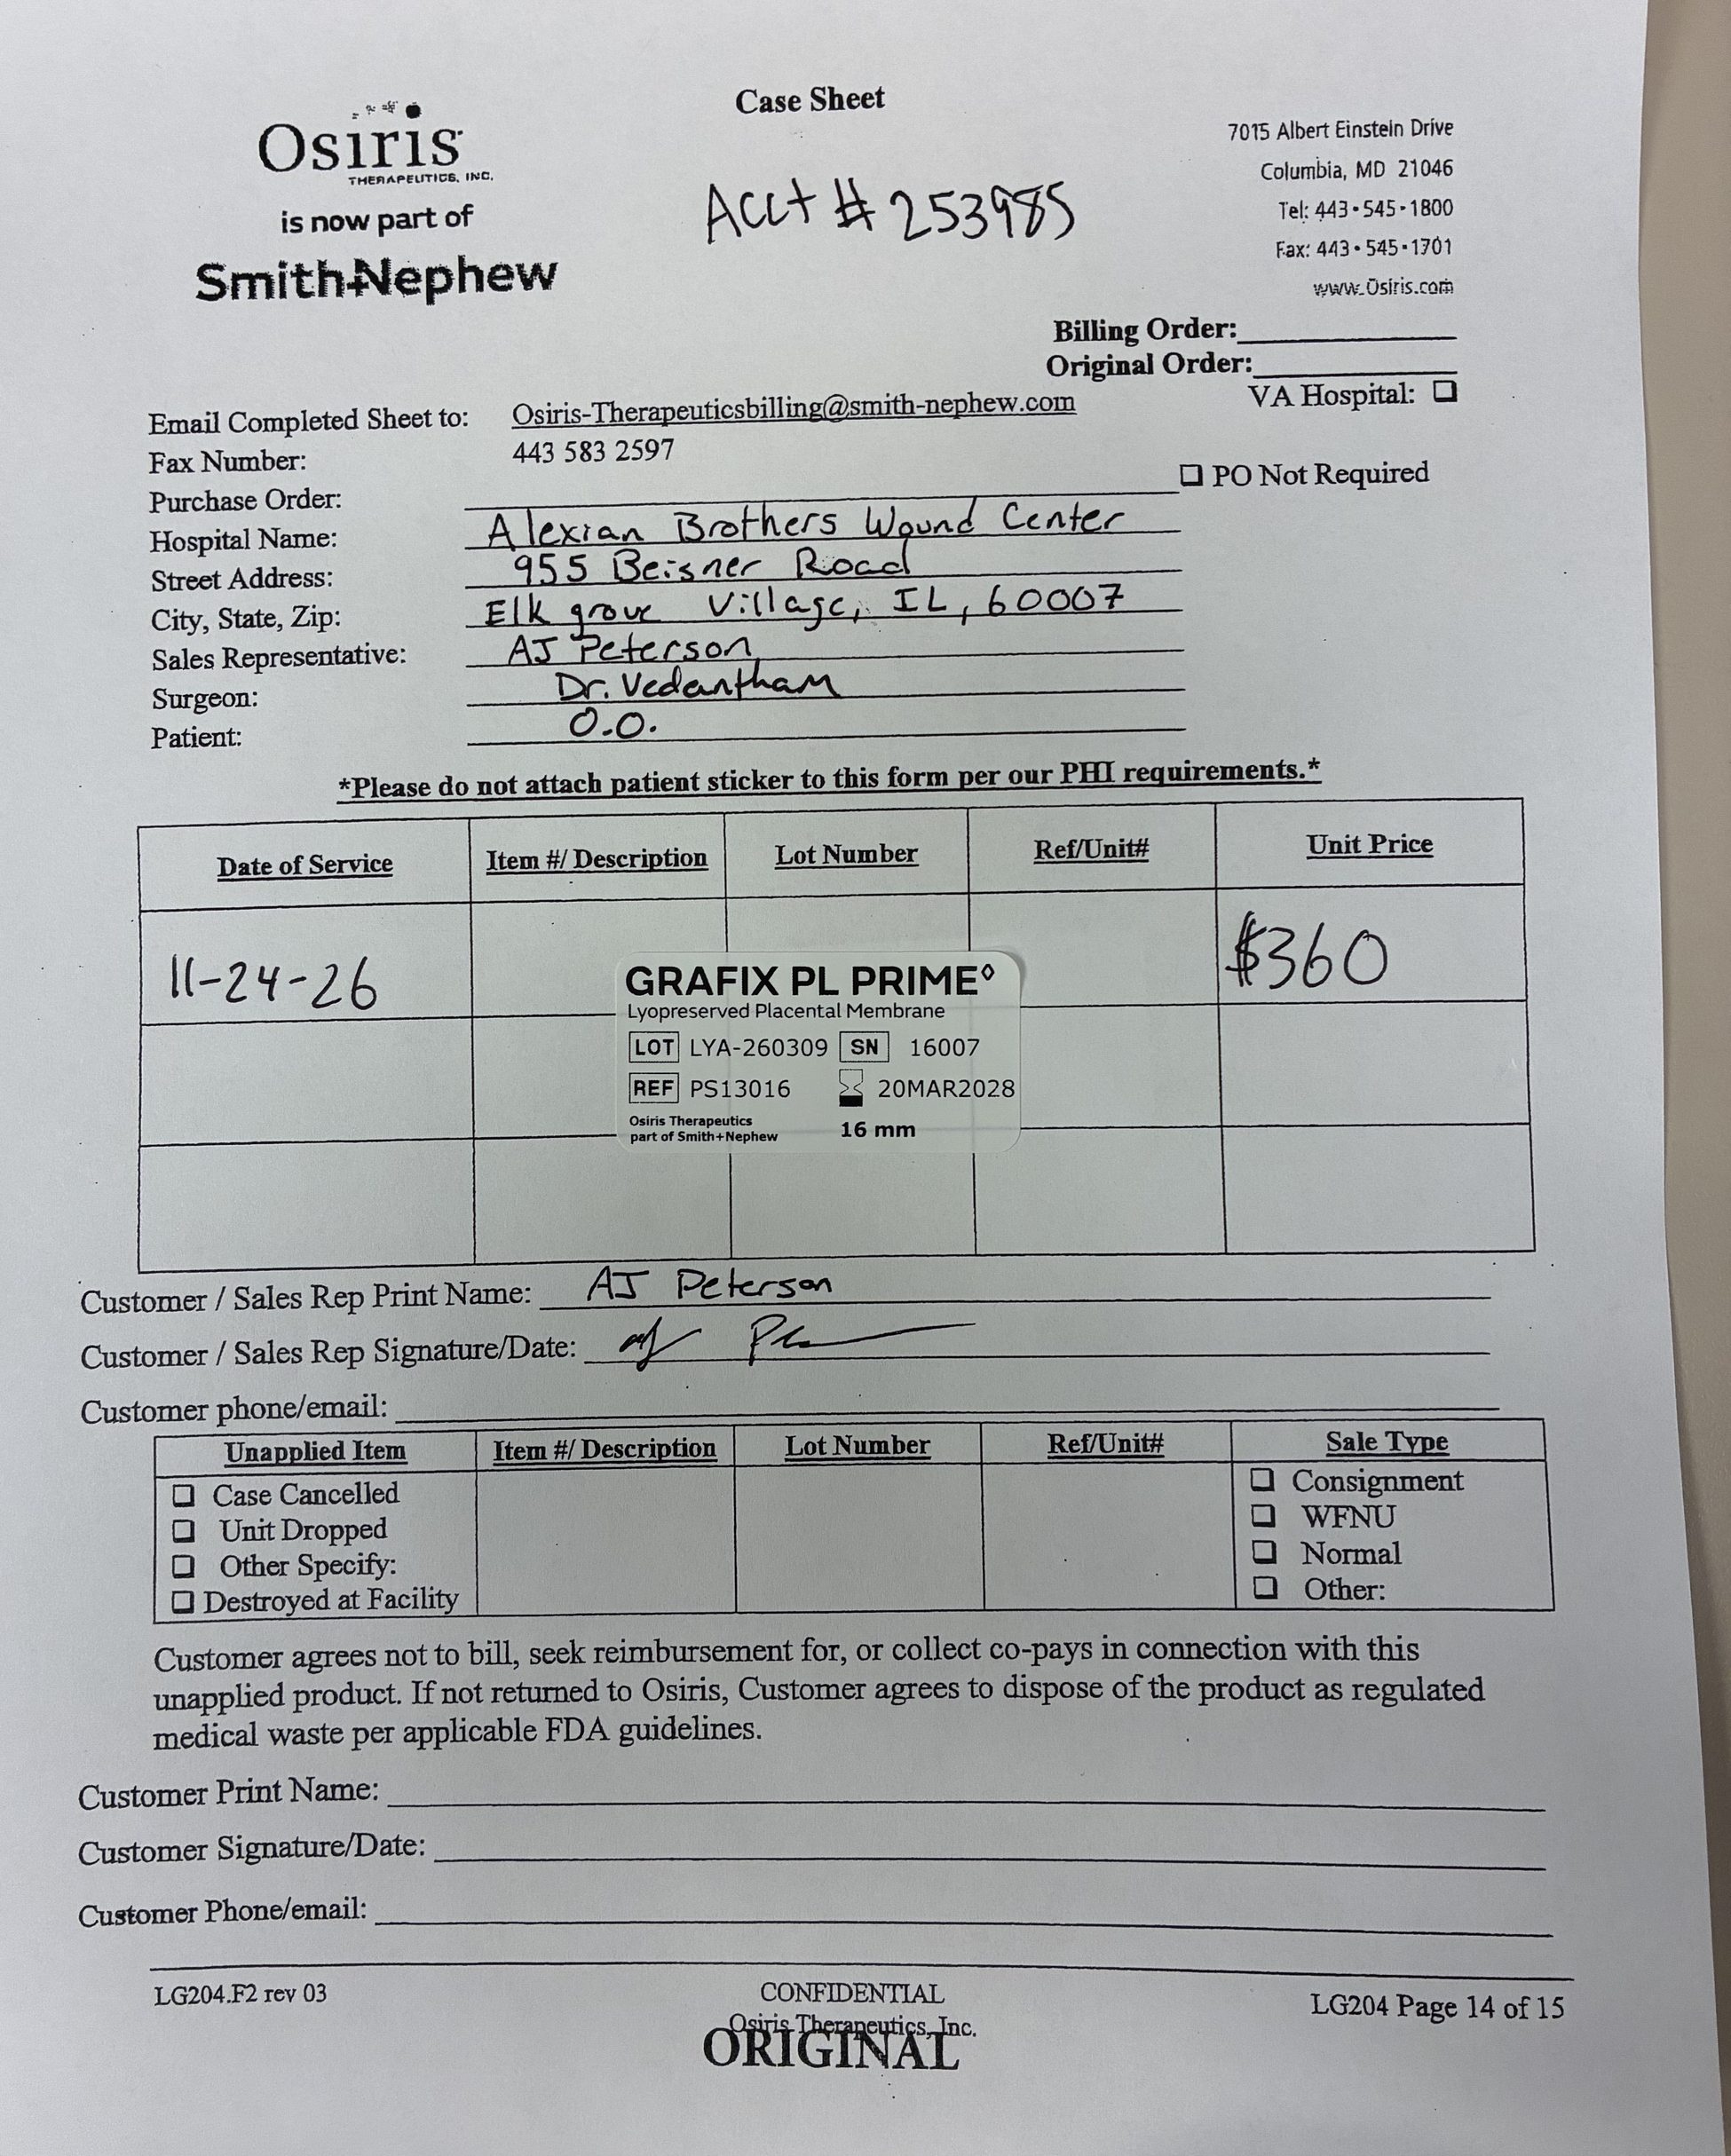 Case Sheet
Osiris
THERAPEUTICS, INC.
is now part of
Smith+Nephew
Acct # 253985
7015 Albert Einstein Drive
Columbia, MD 21046
Tel: 443•545•1800
Fax: 443•545•1701
www.Osiris.com
Billing Order:
Original Order:
VA Hospital: ☐
Email Completed Sheet to: Osiris-Therapeuticsbilling@smith-nephew.com
Fax Number: 443 583 2597
Purchase Order: ☐ PO Not Required
Hospital Name: Alexian Brothers Wound Center
Street Address: 955 Beisner Road
City, State, Zip: Elk grove Village, IL, 60007
Sales Representative: AJ Peterson
Surgeon: Dr. Vedantham
Patient: O.O.
*Please do not attach patient sticker to this form per our PHI requirements.*
Date of Service Item #/ Description Lot Number Ref/Unit# Unit Price
11-24-26 $360
GRAFIX PL PRIME◊
Lyopreserved Placental Membrane
LOT LYA-260309 SN 16007
REF PS13016 20MAR2028
Osiris Therapeutics
part of Smith+Nephew 16 mm
Customer / Sales Rep Print Name: AJ Peterson
Customer / Sales Rep Signature/Date:
Customer phone/email:
Unapplied Item Item #/ Description Lot Number Ref/Unit# Sale Type
☐ Case Cancelled ☐ Consignment
☐ Unit Dropped ☐ WFNU
☐ Other Specify: ☐ Normal
☐ Destroyed at Facility ☐ Other:
Customer agrees not to bill, seek reimbursement for, or collect co-pays in connection with this
unapplied product. If not returned to Osiris, Customer agrees to dispose of the product as regulated
medical waste per applicable FDA guidelines.
Customer Print Name:
Customer Signature/Date:
Customer Phone/email:
LG204.F2 rev 03 CONFIDENTIAL LG204 Page 14 of 15
Osiris Therapeutics, Inc.
ORIGINAL